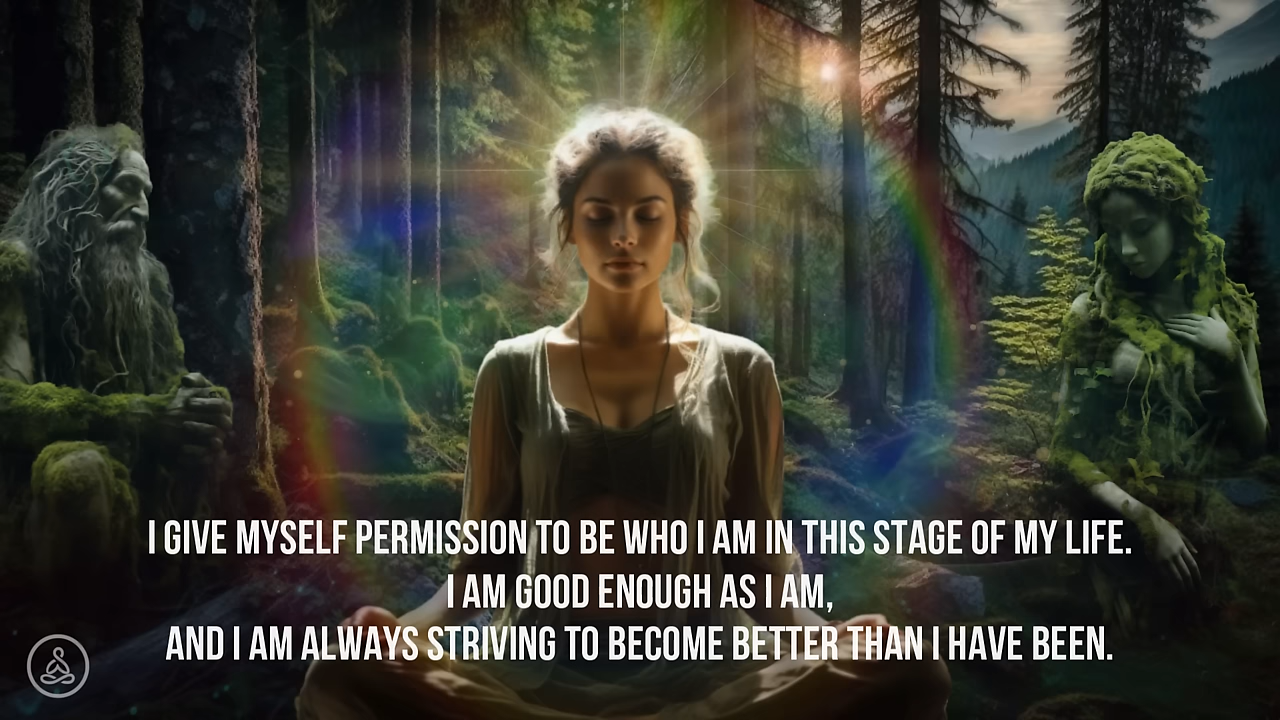 I GIVE MYSELF PERMISSION TO BE WHO I AM IN THIS STAGE OF MY LIFE.
I AM GOOD ENOUGH AS I AM,
AND I AM ALWAYS STRIVING TO BECOME BETTER THAN I HAVE BEEN.